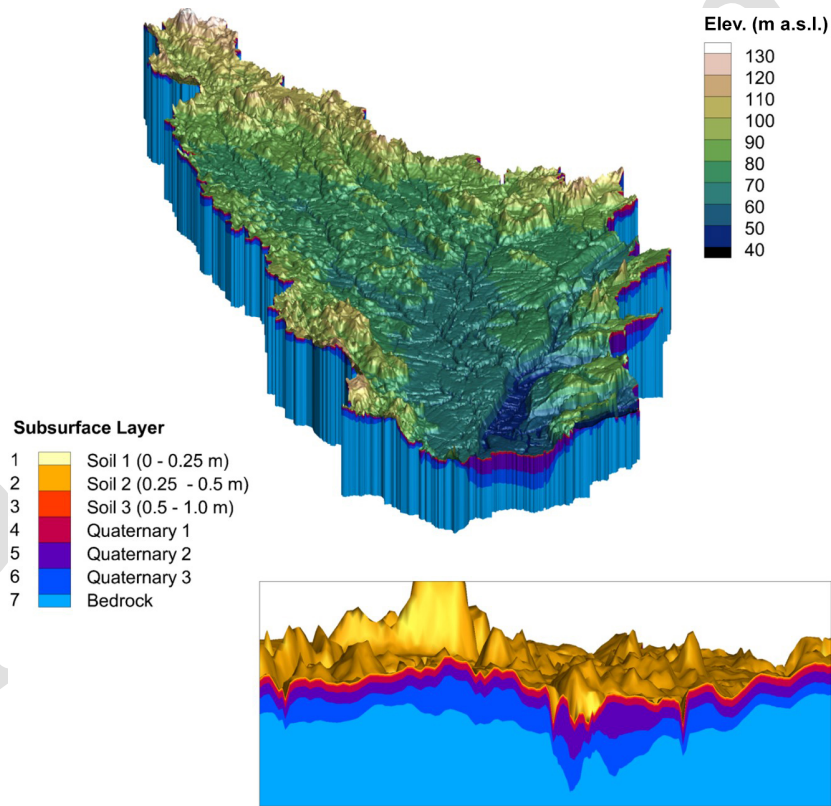 Elev. (m a.s.l.)
130
120
110
100
90
80
70
60
50
40
Subsurface Layer
1 Soil 1 (0 - 0.25 m)
2 Soil 2 (0.25 - 0.5 m)
3 Soil 3 (0.5 - 1.0 m)
4 Quaternary 1
5 Quaternary 2
6 Quaternary 3
7 Bedrock